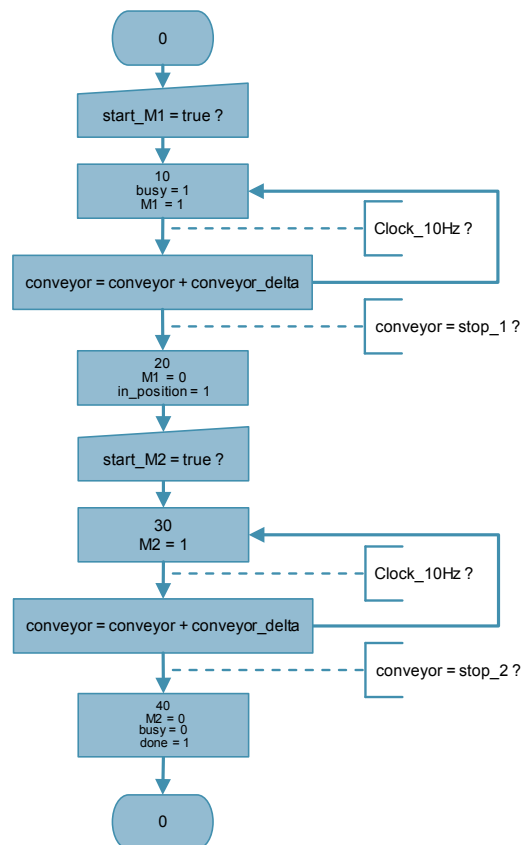 0
start_M1 = true ?
10
busy = 1
M1 = 1
Clock_10Hz ?
conveyor = conveyor + conveyor_delta
conveyor = stop_1 ?
20
M1 = 0
in_position = 1
start_M2 = true ?
30
M2 = 1
Clock_10Hz ?
conveyor = conveyor + conveyor_delta
conveyor = stop_2 ?
40
M2 = 0
busy = 0
done = 1
0